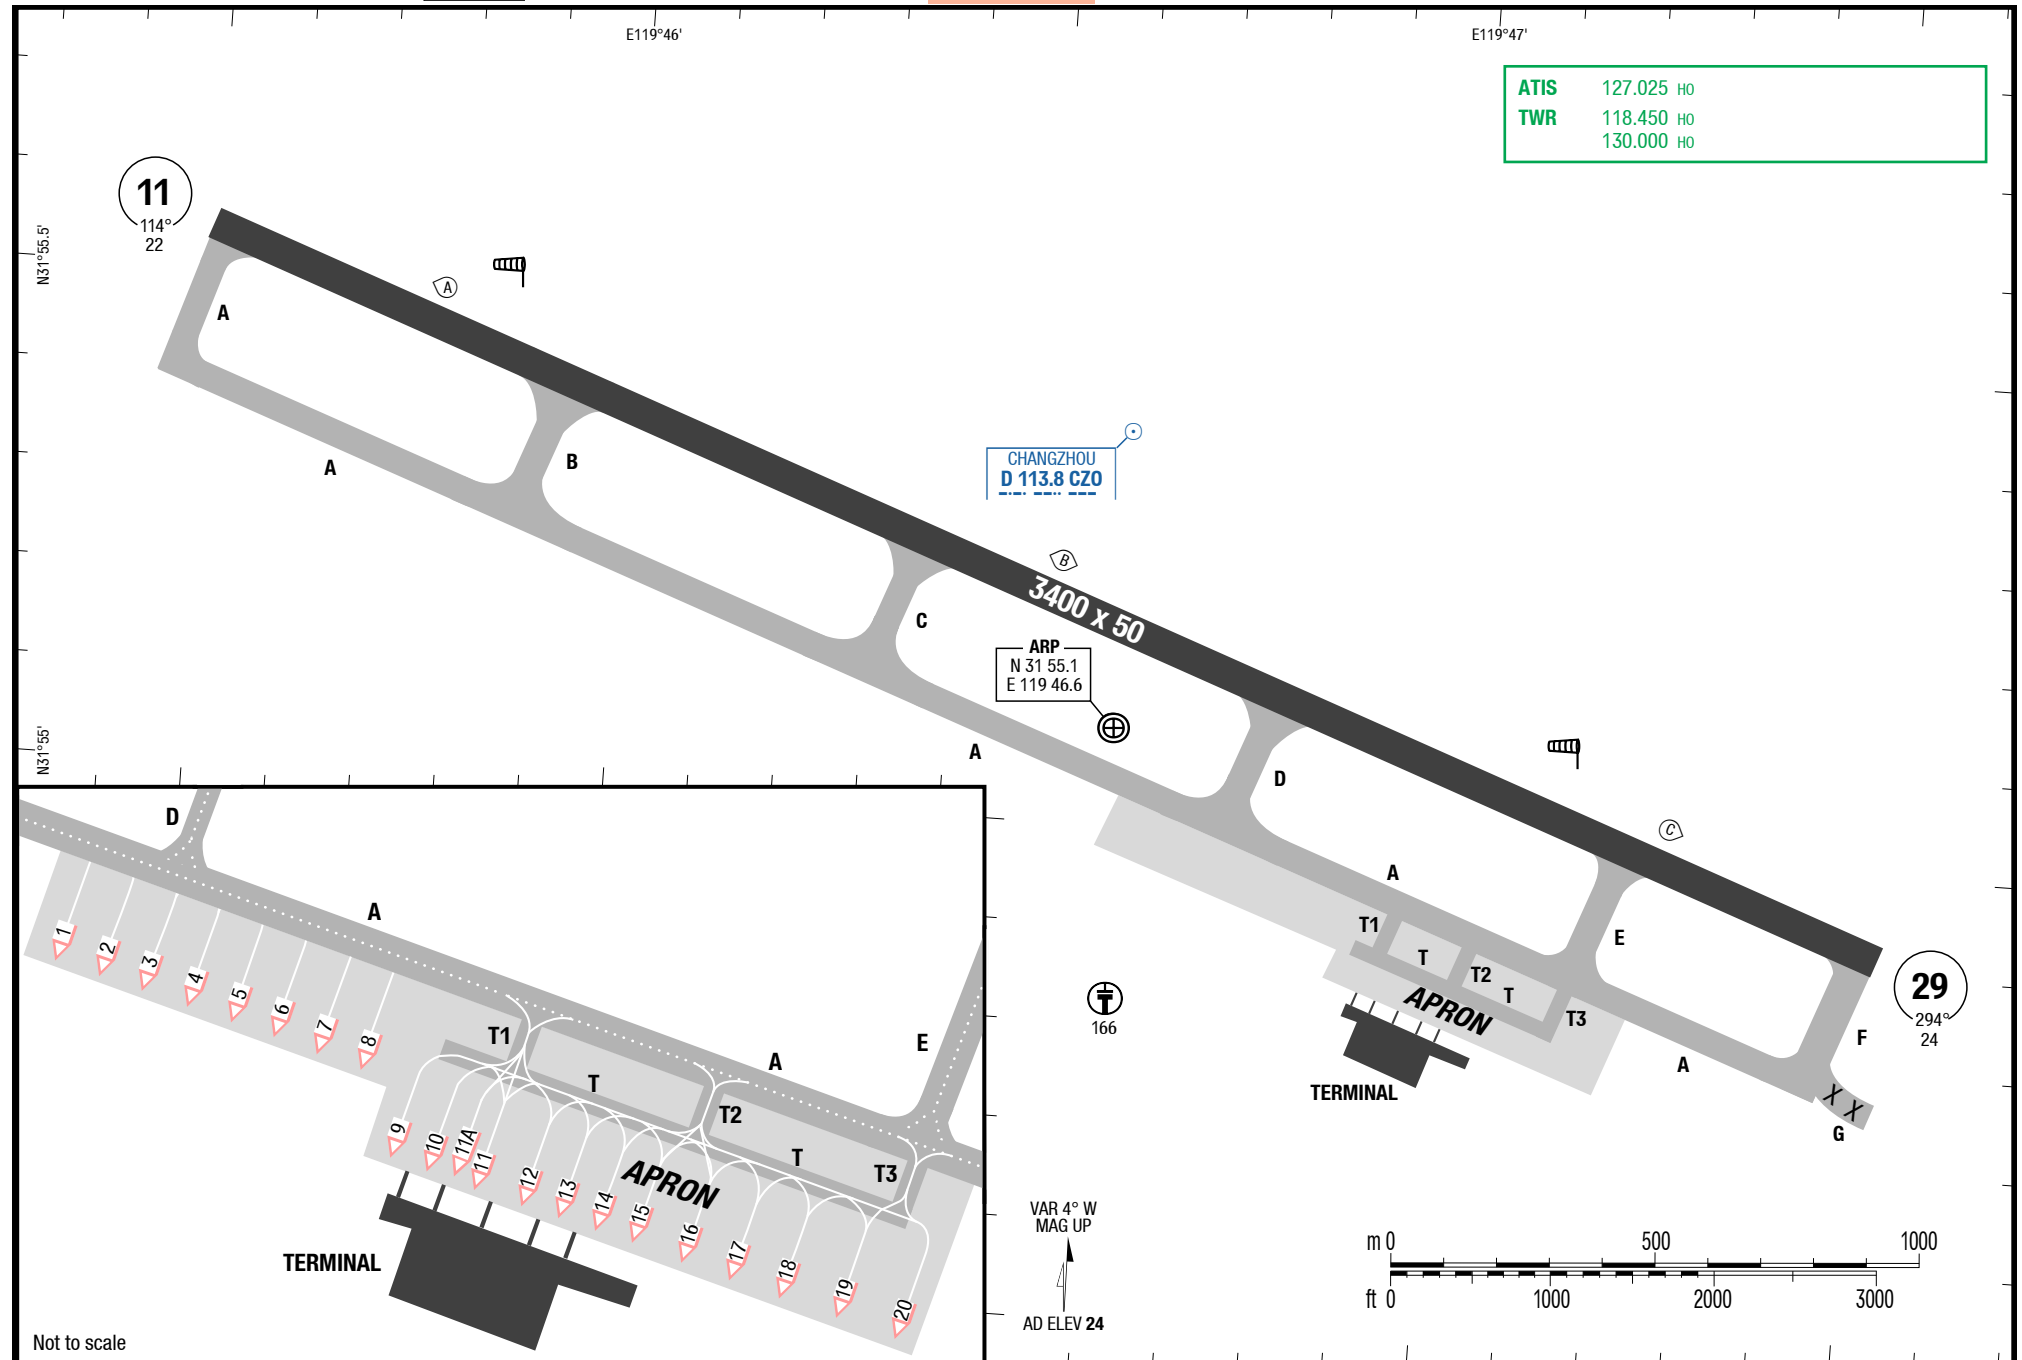 E119°46'
E119°47'
ATIS 127.025 HO
TWR 118.450 HO
130.000 HO
11
114°
22
N31°55.5'
A
A
A
B
CHANGZHOU
D 113.8 CZO
B
3400 x 50
C
ARP
N 31 55.1
E 119 46.6
A
N31°55'
D
C
A
T1
T
T2
T
T3
E
APRON
29
294°
24
F
A
TERMINAL
X X
G
166
D
A
1
2
3
4
5
6
7
8
T1
T
A
E
T2
T
T3
9
10
11A
11
12
13
14
15
16
17
18
19
20
APRON
TERMINAL
Not to scale
VAR 4° W
MAG UP
AD ELEV 24
m 0 500 1000
ft 0 1000 2000 3000